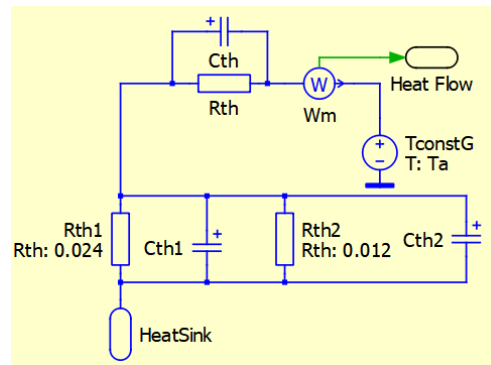 +
Cth
Rth
W
Wm
Heat Flow
+
−
TconstG
T: Ta
Rth1
Rth: 0.024
+
Cth1
Rth2
Rth: 0.012
+
Cth2
HeatSink